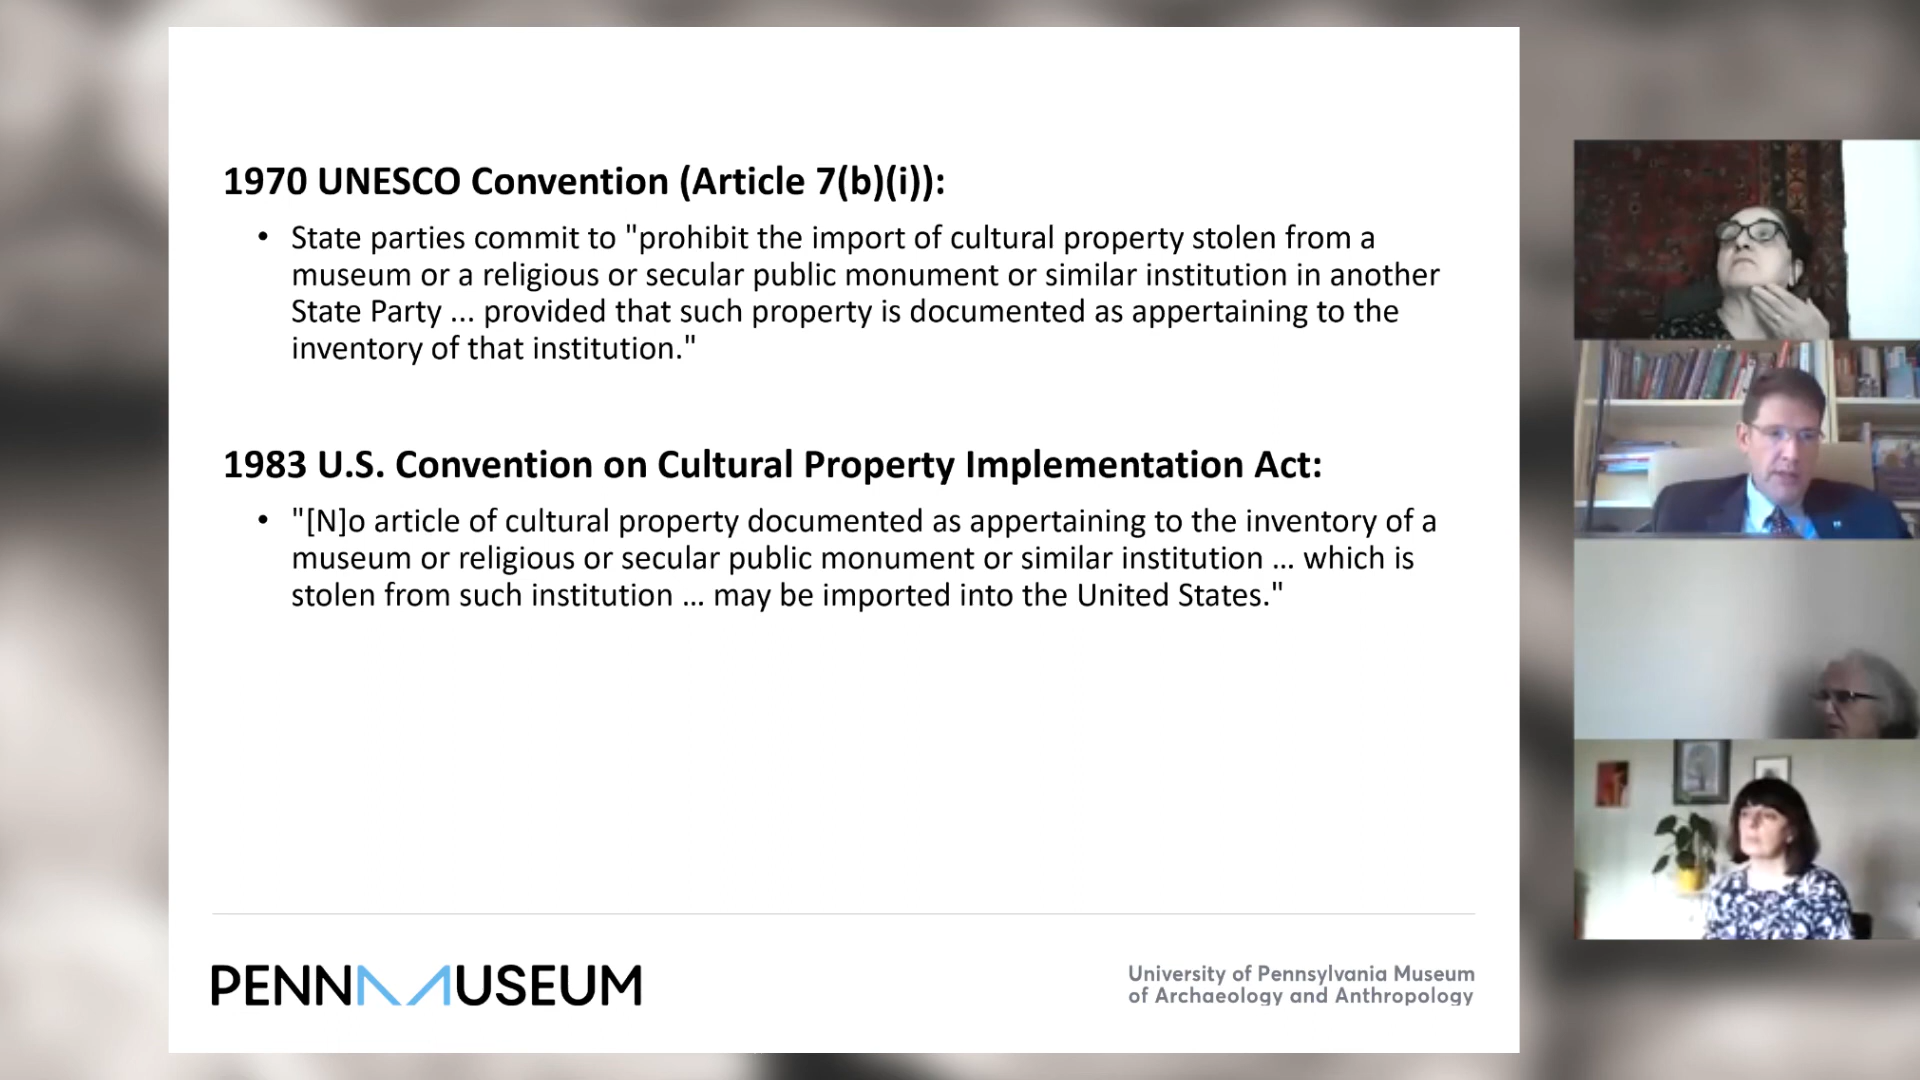 1970 UNESCO Convention (Article 7(b)(i)):
• State parties commit to "prohibit the import of cultural property stolen from a
museum or a religious or secular public monument or similar institution in another
State Party ... provided that such property is documented as appertaining to the
inventory of that institution."
1983 U.S. Convention on Cultural Property Implementation Act:
• "[N]o article of cultural property documented as appertaining to the inventory of a
museum or religious or secular public monument or similar institution ... which is
stolen from such institution ... may be imported into the United States."
PENN MUSEUM
University of Pennsylvania Museum
of Archaeology and Anthropology